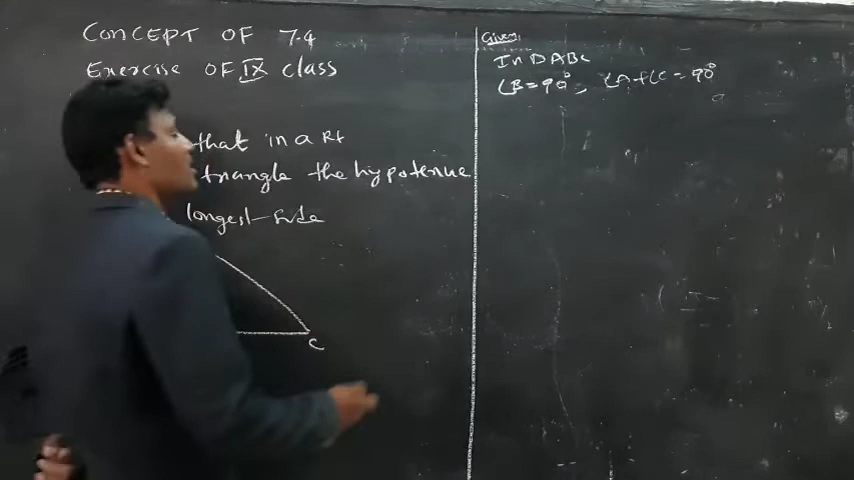 CONCEPT OF 7.4
Exercise OF IX class
that in a Rt
triangle the hypotenue
longest side
C
Given:
In Δ ABC
∠B = 90°, ∠A + ∠C = 90°